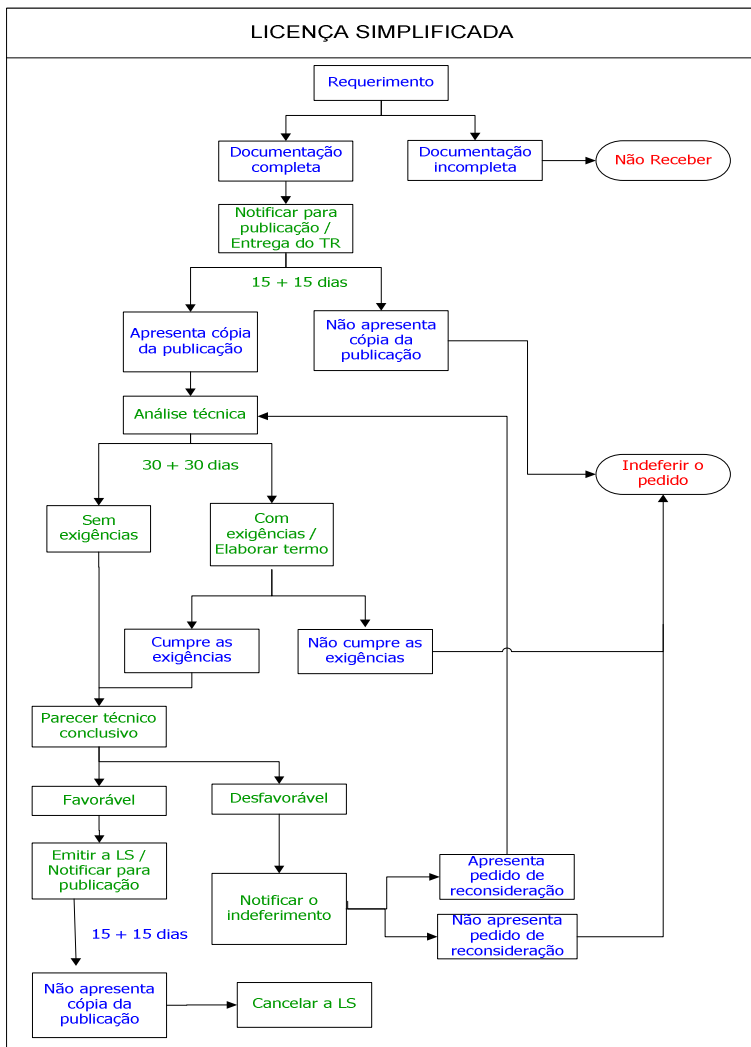 LICENÇA SIMPLIFICADA
Requerimento
Documentação
completa
Documentação
incompleta
Não Receber
Notificar para
publicação /
Entrega do TR
15 + 15 dias
Apresenta cópia
da publicação
Não apresenta
cópia da
publicação
Análise técnica
30 + 30 dias
Indeferir o
pedido
Sem
exigências
Com
exigências /
Elaborar termo
Cumpre as
exigências
Não cumpre as
exigências
Parecer técnico
conclusivo
Favorável
Desfavorável
Emitir a LS /
Notificar para
publicação
Notificar o
indeferimento
Apresenta
pedido de
reconsideração
Não apresenta
pedido de
reconsideração
15 + 15 dias
Não apresenta
cópia da
publicação
Cancelar a LS